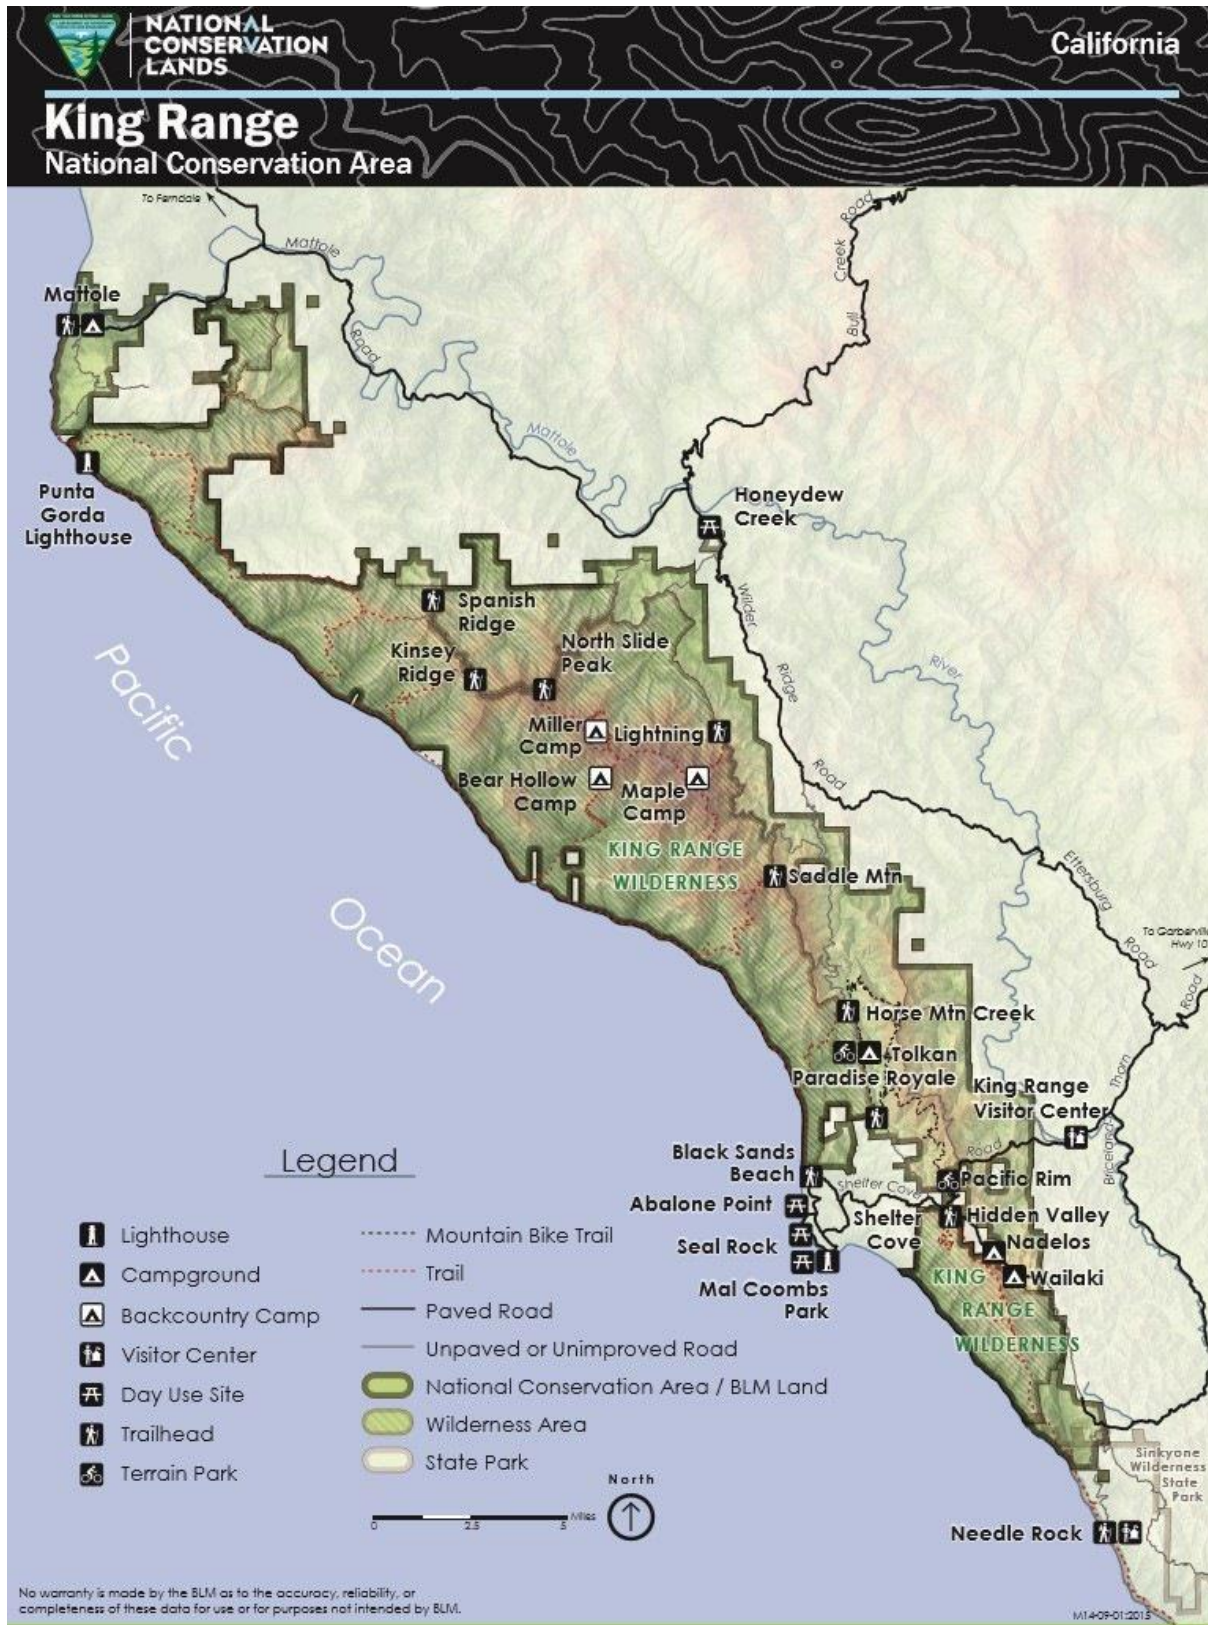 NATIONAL
CONSERVATION
LANDS
California
King Range
National Conservation Area
To Ferndale
Mattole
Road
Bull
Creek
Road
Mattole
Punta
Gorda
Lighthouse
Mattole
Honeydew
Creek
Spanish
Ridge
Wilder
Ridge
Road
North Slide
Peak
Kinsey
Ridge
River
Pacific
Ocean
Miller
Camp
Lightning
Bear Hollow
Camp
Maple
Camp
KING RANGE
WILDERNESS
Saddle Mtn
Ettersburg
Road
To Garberville
Hwy 10
Road
Horse Mtn Creek
Tolkan
Paradise Royale
King Range
Visitor Center
Thorn
Briceland
Road
Black Sands
Beach
Pacific Rim
Shelter Cove
Abalone Point
Hidden Valley
Shelter
Cove
Seal Rock
Nadelos
Wailaki
Mal Coombs
Park
KING
RANGE
WILDERNESS
Legend
Lighthouse
Campground
Backcountry Camp
Visitor Center
Day Use Site
Trailhead
Terrain Park
Mountain Bike Trail
Trail
Paved Road
Unpaved or Unimproved Road
National Conservation Area / BLM Land
Wilderness Area
State Park
North
0 2.5 5 Miles
Sinkyone
Wilderness
State
Park
Needle Rock
No warranty is made by the BLM as to the accuracy, reliability, or
completeness of these data for use or for purposes not intended by BLM.
M14-09-01:2015